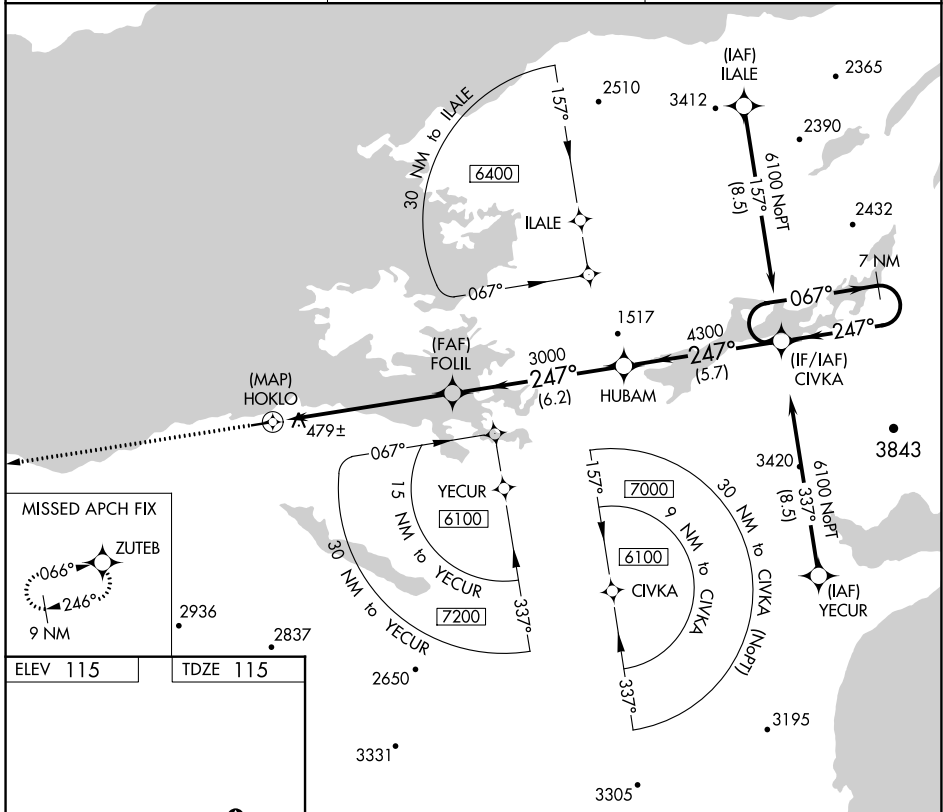 (IAF)
ILALE
2365
2510
3412
2390
30 NM to ILALE
157°
6400
6100 NoPT
157°
(8.5)
ILALE
2432
067°
7 NM
067°
1517
4300
247°
247°
(5.7)
(IF/IAF)
CIVKA
(FAF)
FOLIL
3000
247°
(6.2)
HUBAM
(MAP)
HOKLO
479±
3843
067°
YECUR
6100
15 NM to YECUR
30 NM to YECUR
7200
337°
157°
7000
30 NM to CIVKA (NoPT)
9 NM to CIVKA
6100
CIVKA
337°
3420
6100 NoPT
337°
(8.5)
(IAF)
YECUR
MISSED APCH FIX
ZUTEB
066°
246°
9 NM
2936
2837
ELEV 115
TDZE 115
2650
3331
3195
3305